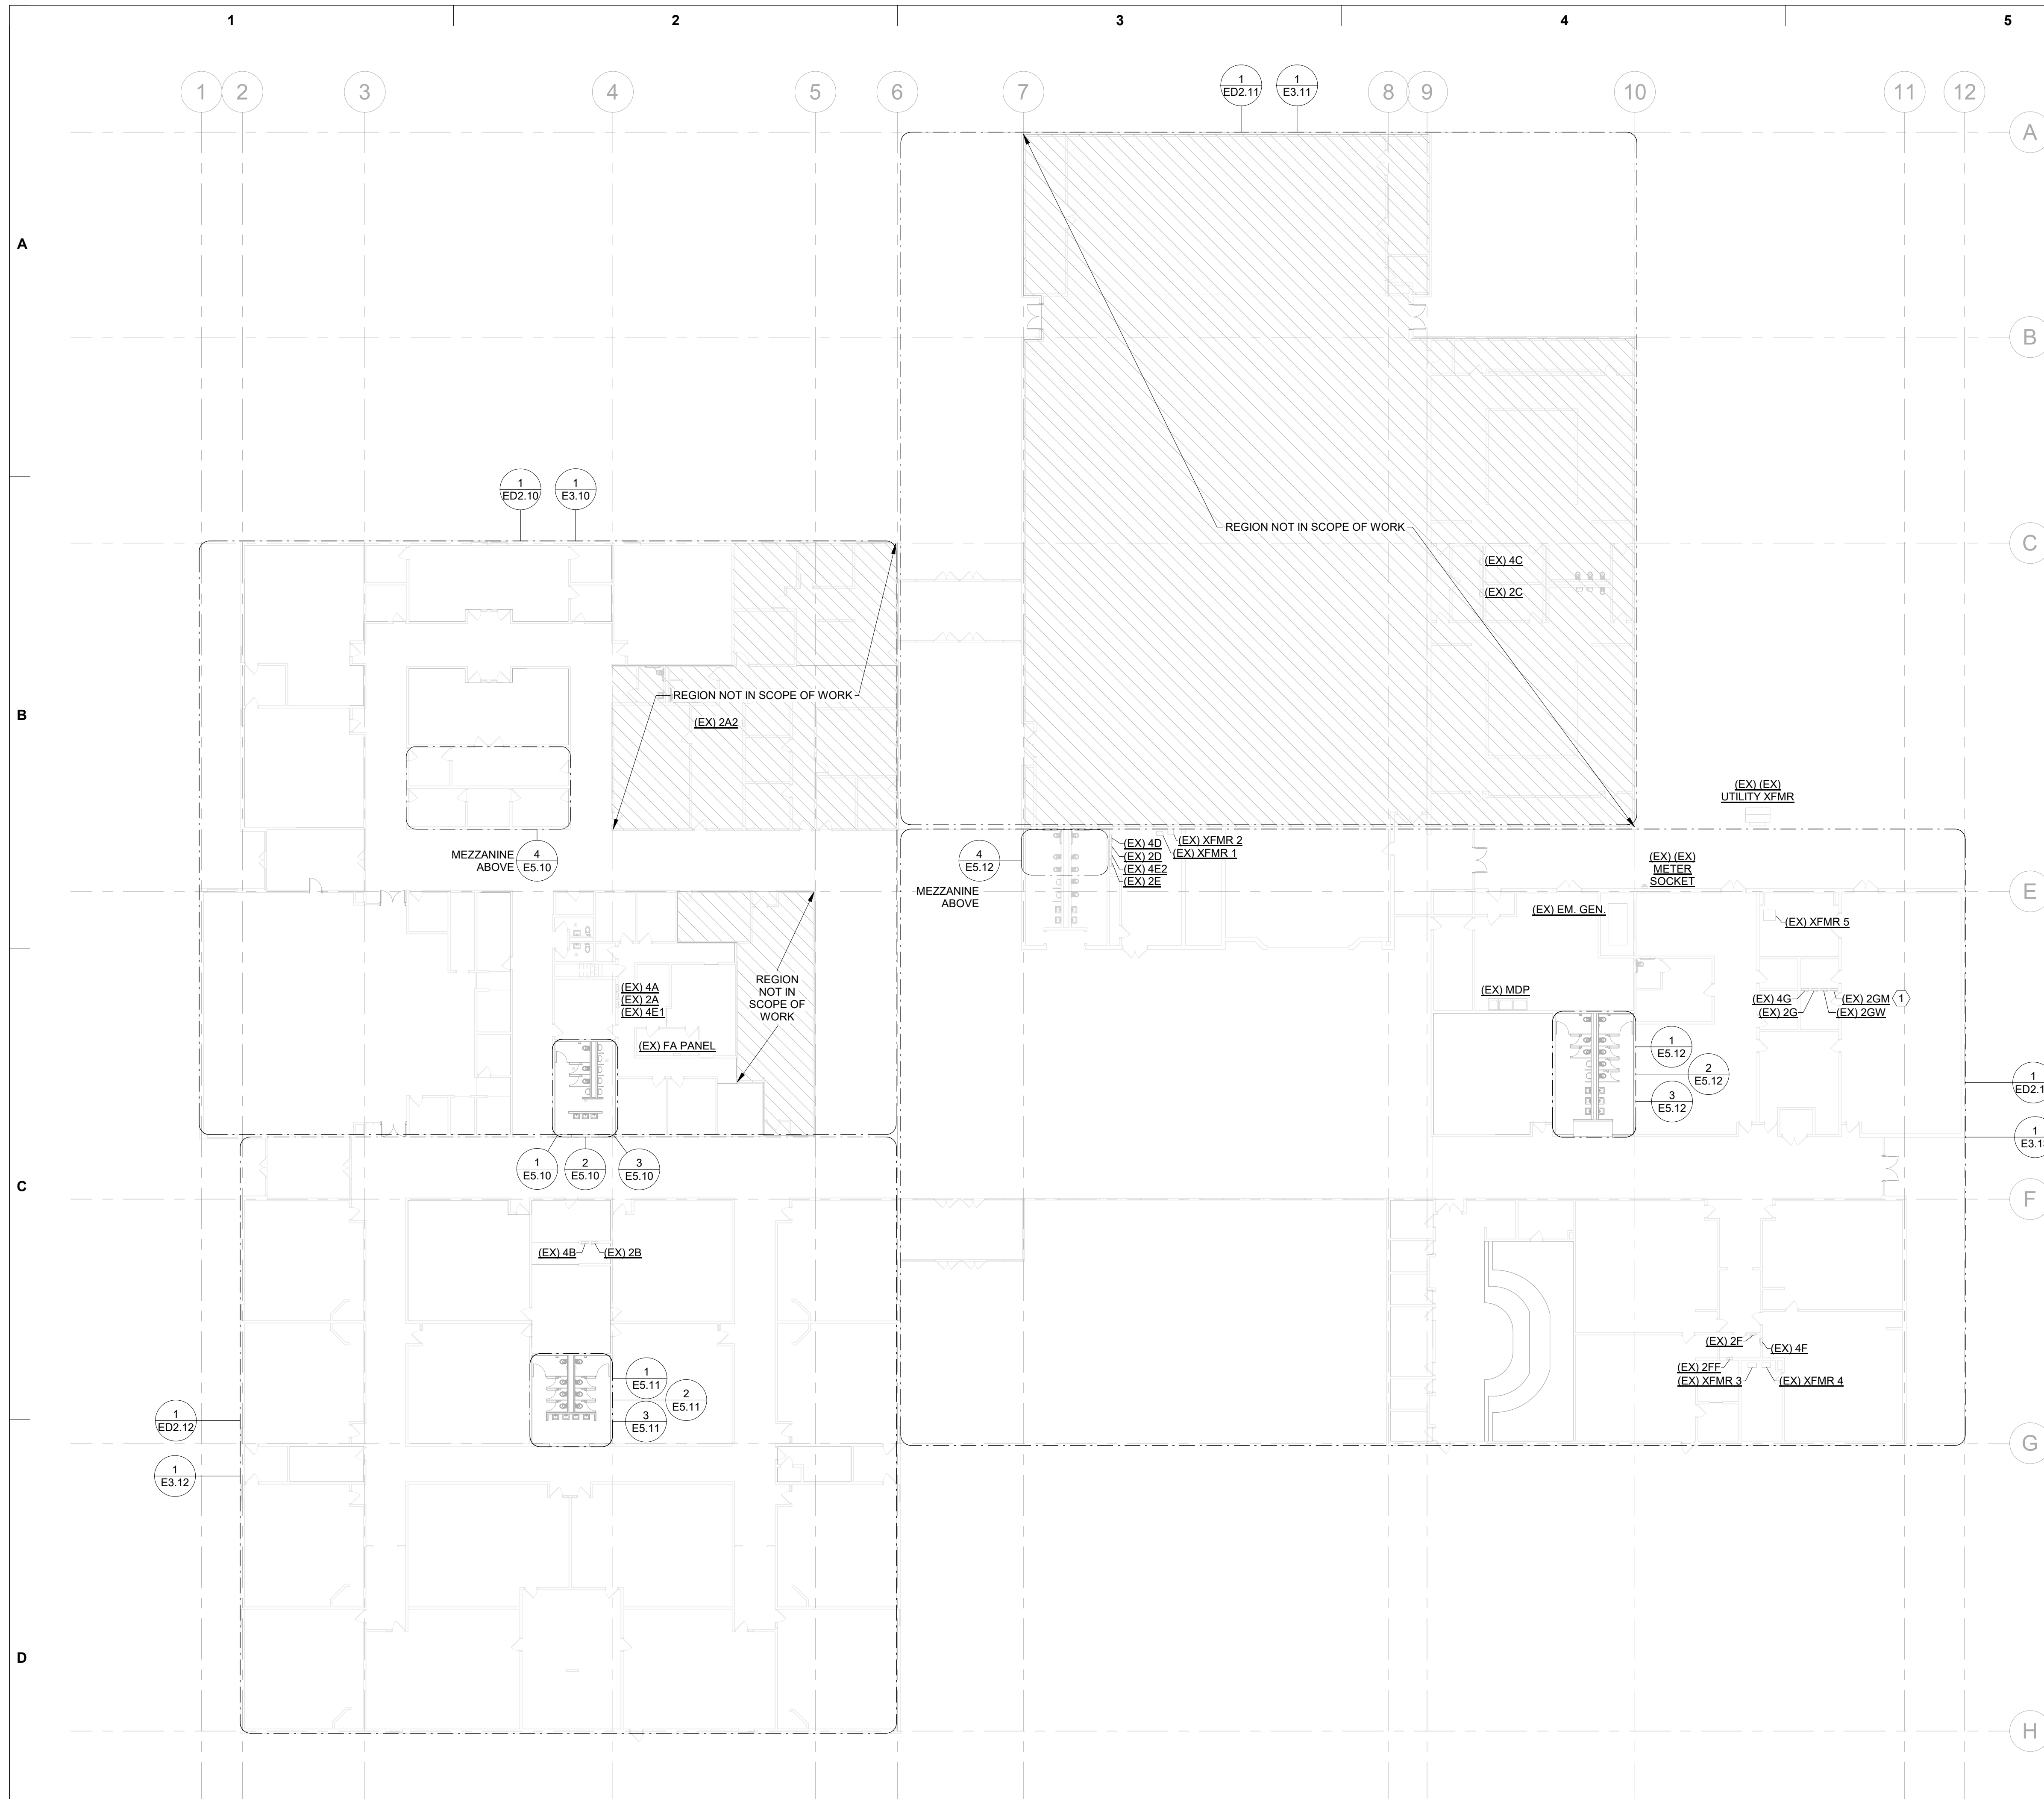 1
2
3
4
5
1
2
3
4
5
6
7
8
9
10
11
12
1
ED2.11
1
E3.11
A
A
B
1
ED2.10
1
E3.10
REGION NOT IN SCOPE OF WORK
C
(EX) 4C
(EX) 2C
REGION NOT IN SCOPE OF WORK
B
(EX) 2A2
(EX) (EX)
UTILITY XFMR
MEZZANINE
ABOVE
4
E5.10
4
E5.12
MEZZANINE
ABOVE
(EX) 4D
(EX) 2D
(EX) 4E2
(EX) 2E
(EX) XFMR 2
(EX) XFMR 1
(EX) (EX)
METER
SOCKET
E
(EX) EM. GEN.
(EX) XFMR 5
(EX) 4A
(EX) 2A
(EX) 4E1
REGION
NOT IN
SCOPE OF
WORK
(EX) MDP
(EX) 4G
(EX) 2G
(EX) 2GM
1
(EX) 2GW
(EX) FA PANEL
1
E5.12
2
E5.12
3
E5.12
1
ED2.1
1
E3.1
1
E5.10
2
E5.10
3
E5.10
C
F
(EX) 4B
(EX) 2B
(EX) 2F
(EX) 4F
(EX) 2FF
(EX) XFMR 3
(EX) XFMR 4
1
E5.11
2
E5.11
3
E5.11
1
ED2.12
G
1
E3.12
D
H